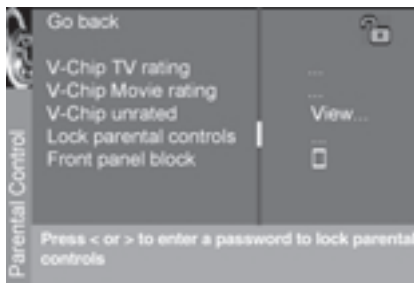 Go back
V-Chip TV rating ...
V-Chip Movie rating ...
V-Chip unrated View...
Lock parental controls ...
Front panel block
Parental Control
Press < or > to enter a password to lock parental
controls